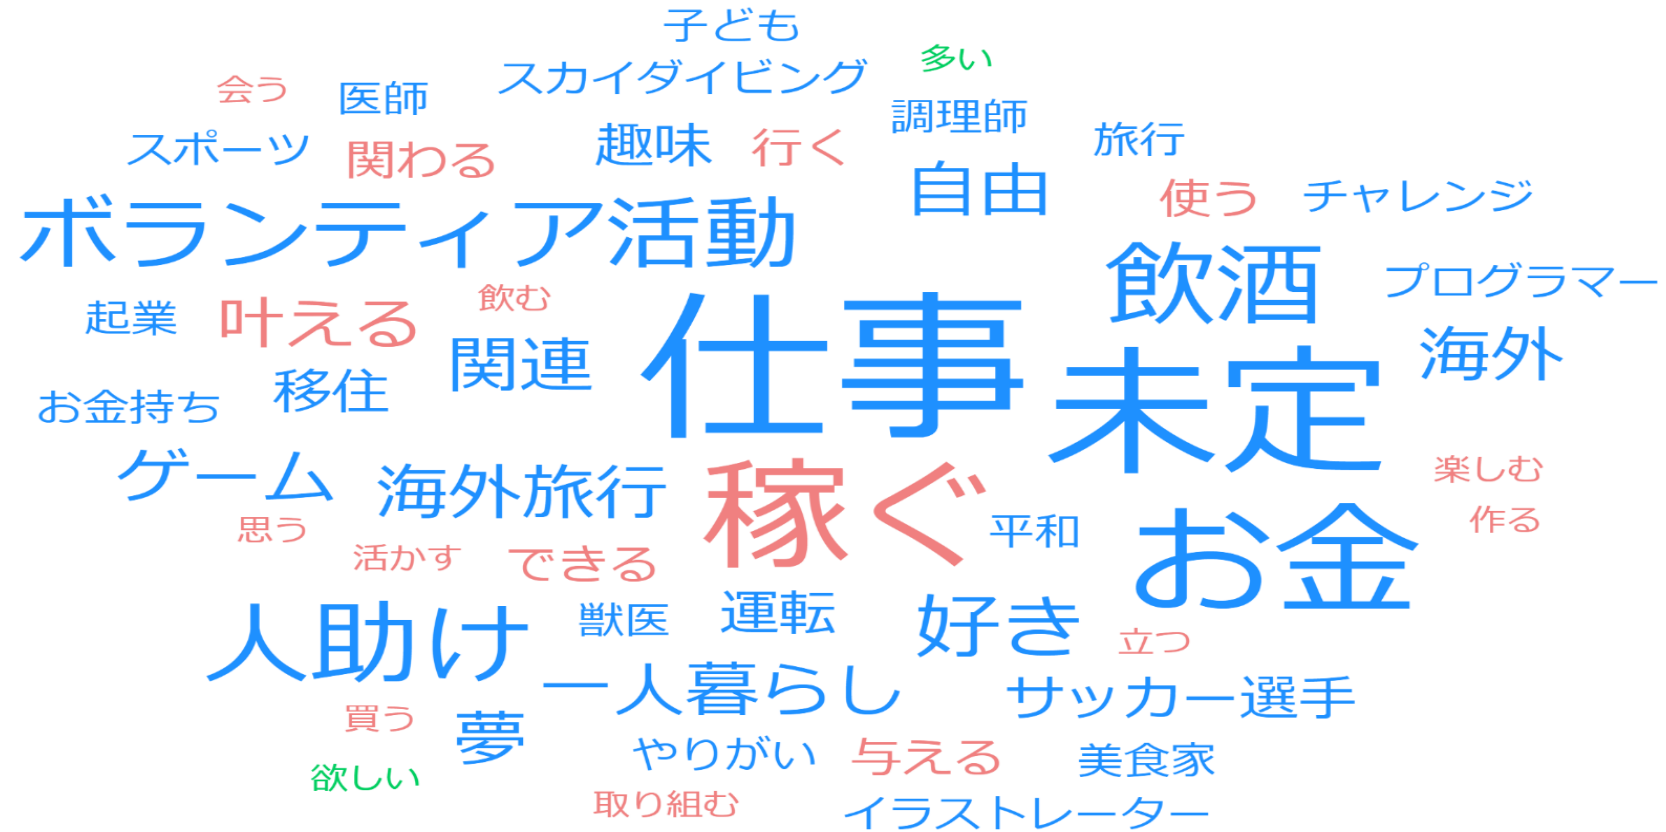 子ども
多い
スカイダイビング
会う
医師
調理師
旅行
スポーツ
関わる
趣味
行く
自由
使う
チャレンジ
ボランティア活動
飲酒
プログラマー
起業
叶える
飲む
関連
仕事
未定
海外
お金持ち
移住
ゲーム
海外旅行
稼ぐ
お金
楽しむ
作る
思う
活かす
できる
平和
人助け
獣医
運転
好き
立つ
一人暮らし
サッカー選手
買う
夢
やりがい
与える
美食家
欲しい
取り組む
イラストレーター